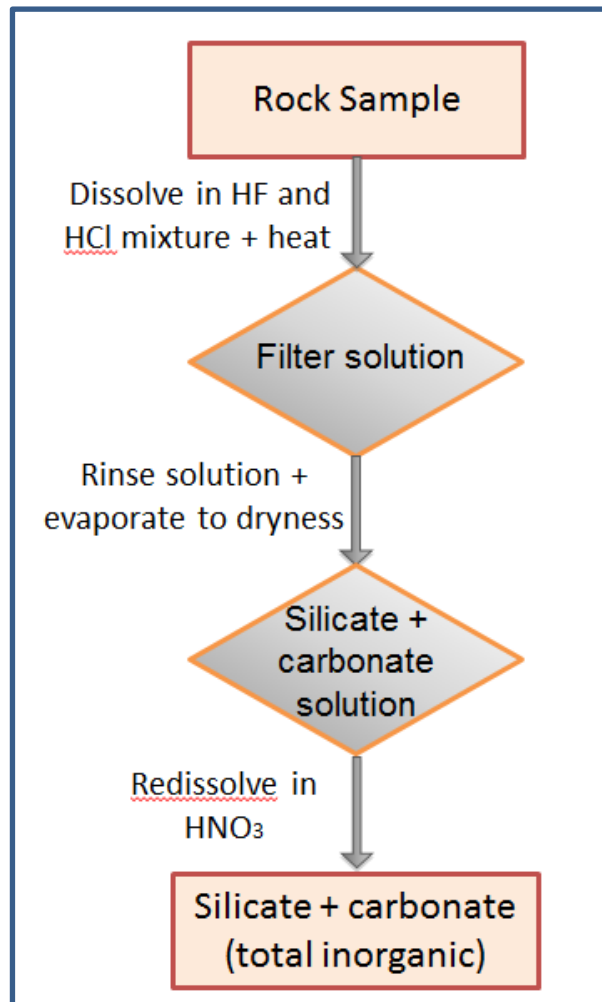 Rock Sample
Dissolve in HF and
HCl mixture + heat
Filter solution
Rinse solution +
evaporate to dryness
Silicate +
carbonate
solution
Redissolve in
HNO₃
Silicate + carbonate
(total inorganic)